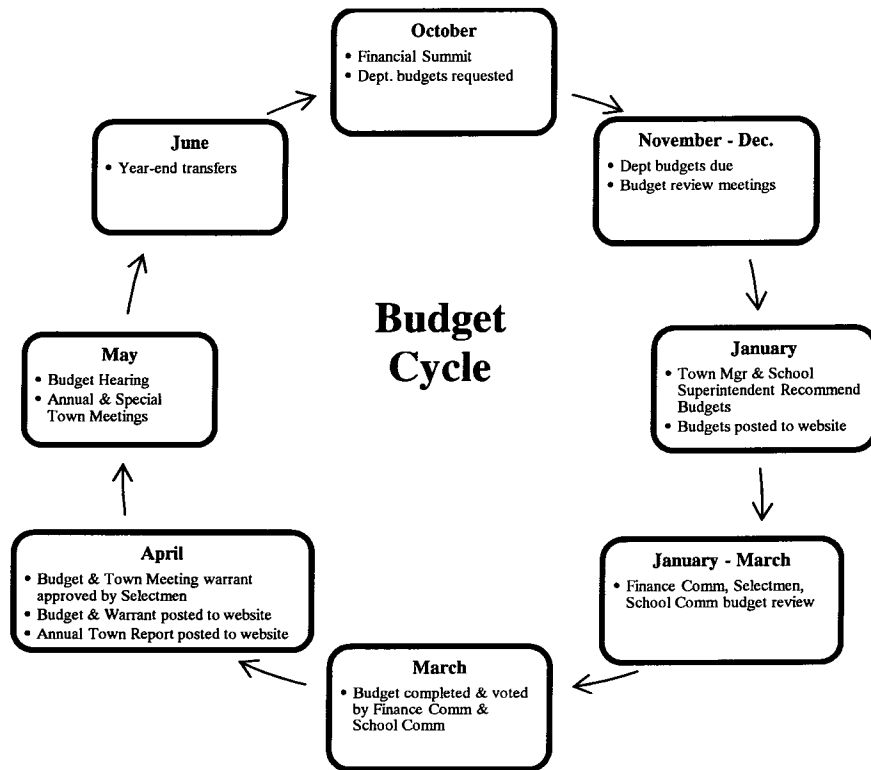 October
• Financial Summit
• Dept. budgets requested
November - Dec.
• Dept budgets due
• Budget review meetings
January
• Town Mgr & School
Superintendent Recommend
Budgets
• Budgets posted to website
January - March
• Finance Comm, Selectmen,
School Comm budget review
March
• Budget completed & voted
by Finance Comm &
School Comm
April
• Budget & Town Meeting warrant
approved by Selectmen
• Budget & Warrant posted to website
• Annual Town Report posted to website
May
• Budget Hearing
• Annual & Special
Town Meetings
June
• Year-end transfers
Budget
Cycle